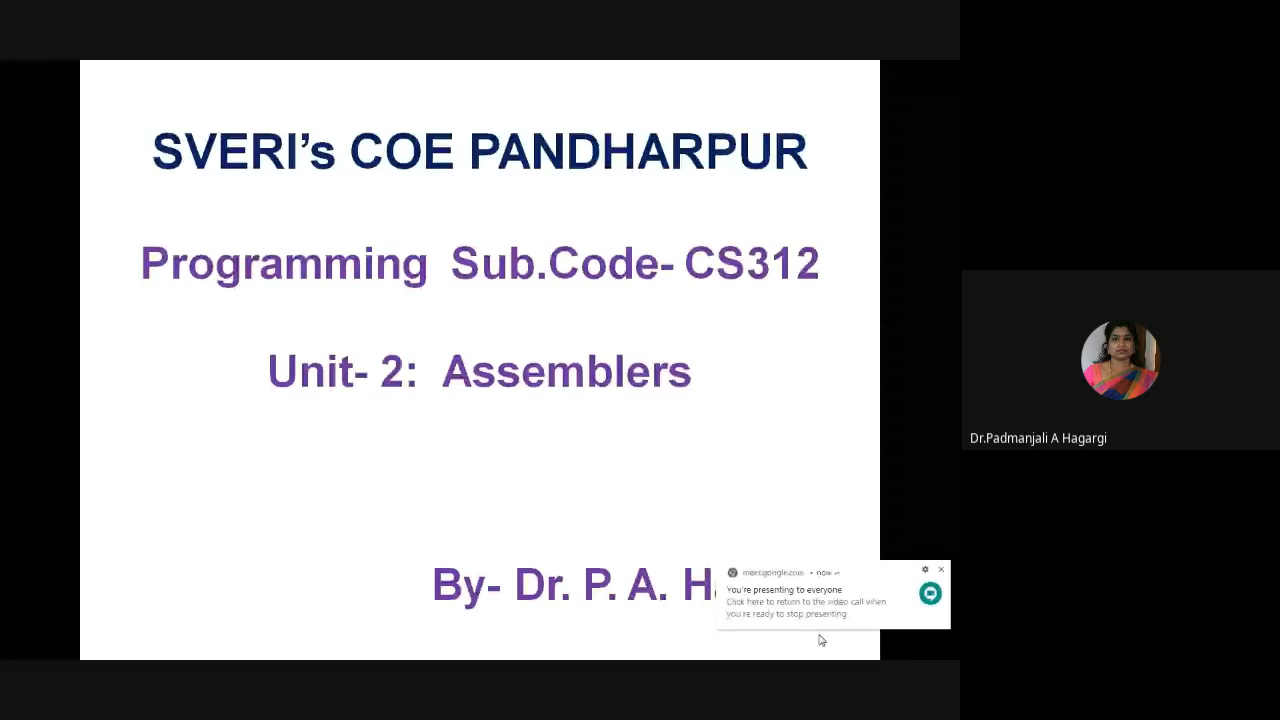 SVERI's COE PANDHARPUR
Programming Sub.Code- CS312
Unit- 2: Assemblers
By- Dr. P. A. H
meet.google.com • now
You're presenting to everyone
Click here to return to the video call when
you're ready to stop presenting
Dr.Padmanjali A Hagargi